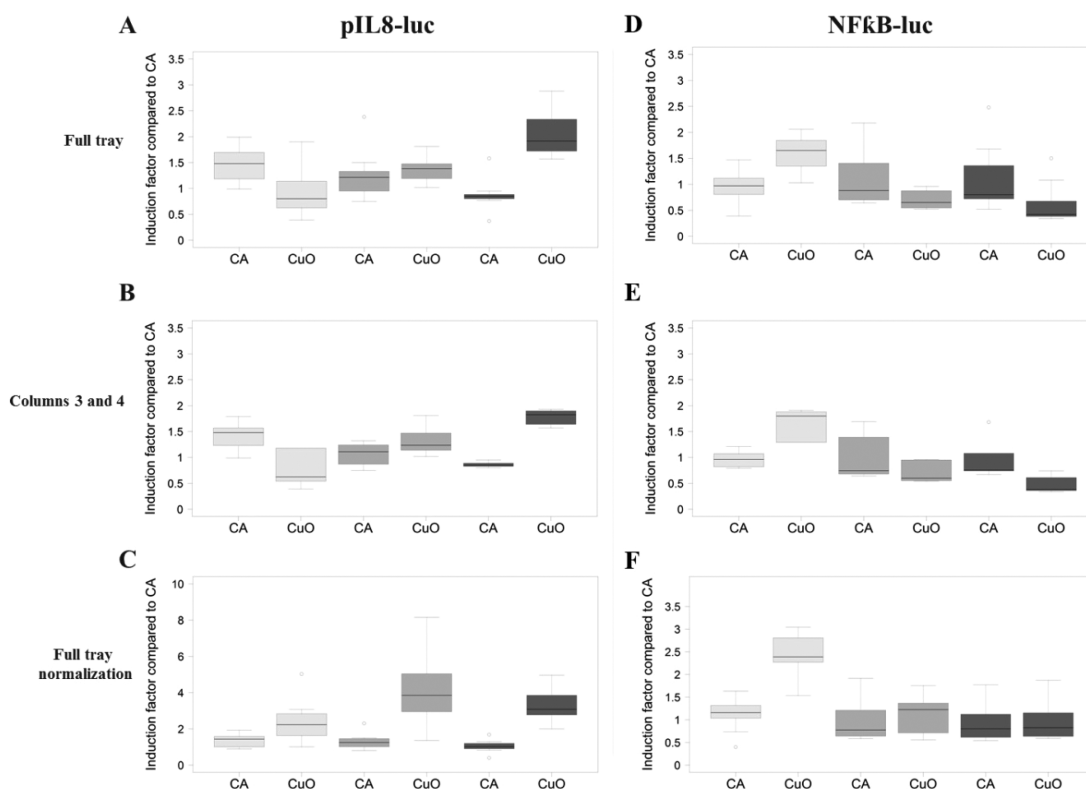 A
pIL8-luc
Full tray
Induction factor compared to CA
3.5
3
2.5
2
1.5
1
0.5
0
CA CuO CA CuO CA CuO
D
NFkB-luc
Induction factor compared to CA
3.5
3
2.5
2
1.5
1
0.5
0
CA CuO CA CuO CA CuO
B
Columns 3 and 4
Induction factor compared to CA
3.5
3
2.5
2
1.5
1
0.5
0
CA CuO CA CuO CA CuO
E
Induction factor compared to CA
3.5
3
2.5
2
1.5
1
0.5
0
CA CuO CA CuO CA CuO
C
Full tray
normalization
Induction factor compared to CA
10
8
6
4
2
0
CA CuO CA CuO CA CuO
F
Induction factor compared to CA
3.5
3
2.5
2
1.5
1
0.5
0
CA CuO CA CuO CA CuO